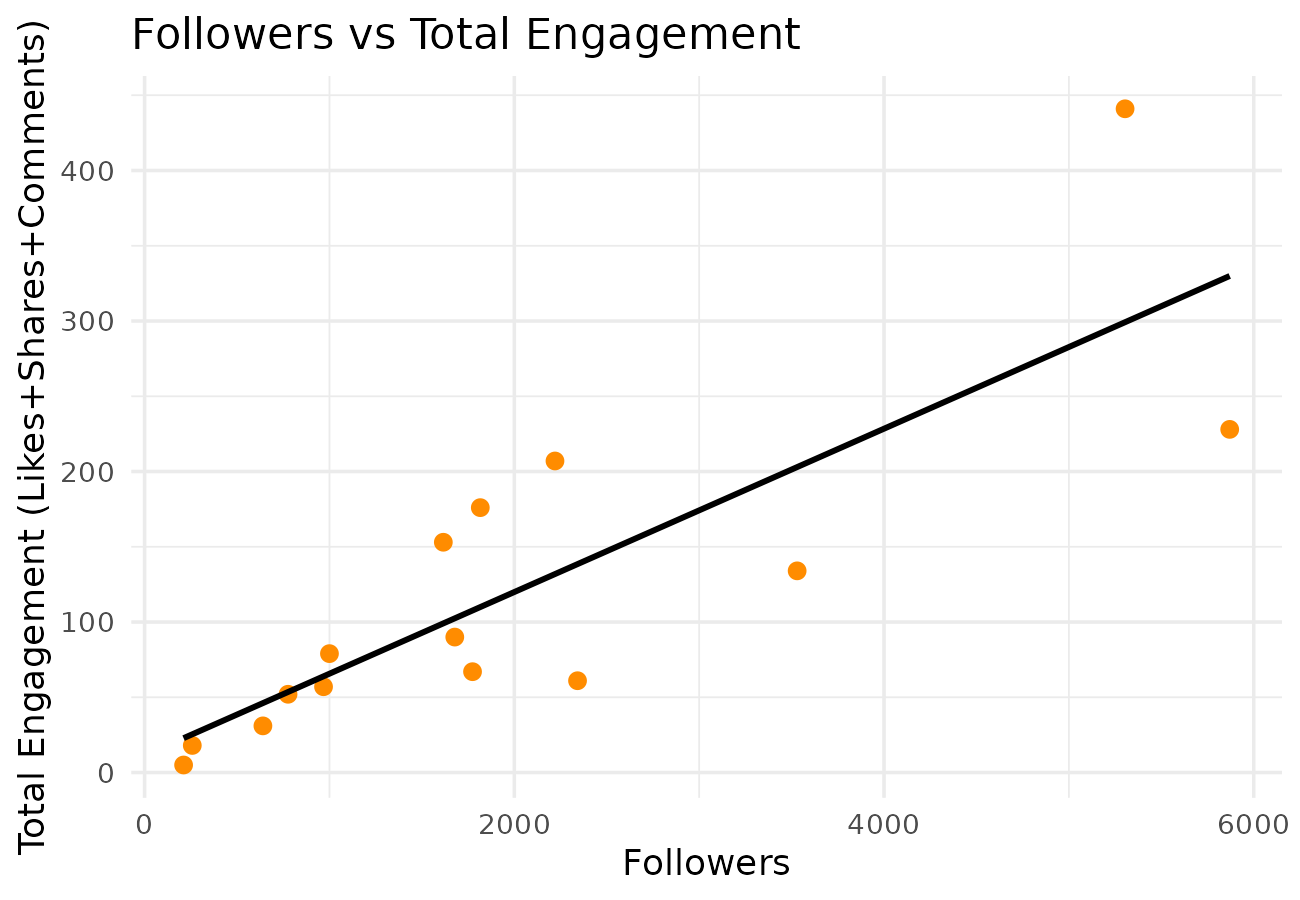 Followers vs Total Engagement
Total Engagement (Likes+Shares+Comments)
400
300
200
100
0
0 2000 4000 6000
Followers